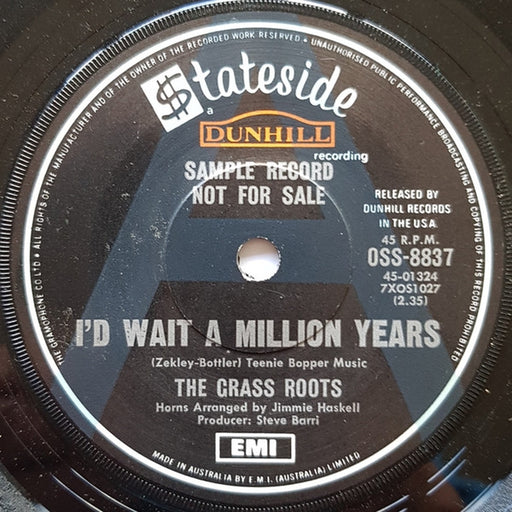 ALL RIGHTS OF THE MANUFACTURER AND OF THE OWNER OF THE RECORDED WORK RESERVED • UNAUTHORISED PUBLIC PERFORMANCE BROADCASTING AND COPYING OF THIS RECORD PROHIBITED
THE GRAMOPHONE CO LTD •
$tateside
a
DUNHILL
recording
SAMPLE RECORD
NOT FOR SALE
RELEASED BY
DUNHILL RECORDS
IN THE U.S.A.
45 R.P.M.
OSS-8837
45-01324
7XOS1027
(2.35)
I'D WAIT A MILLION YEARS
(Zekley-Bottler) Teenie Bopper Music
THE GRASS ROOTS
Horns Arranged by Jimmie Haskell
Producer: Steve Barri
EMI
MADE IN AUSTRALIA BY E.M.I. (AUSTRALIA) LIMITED